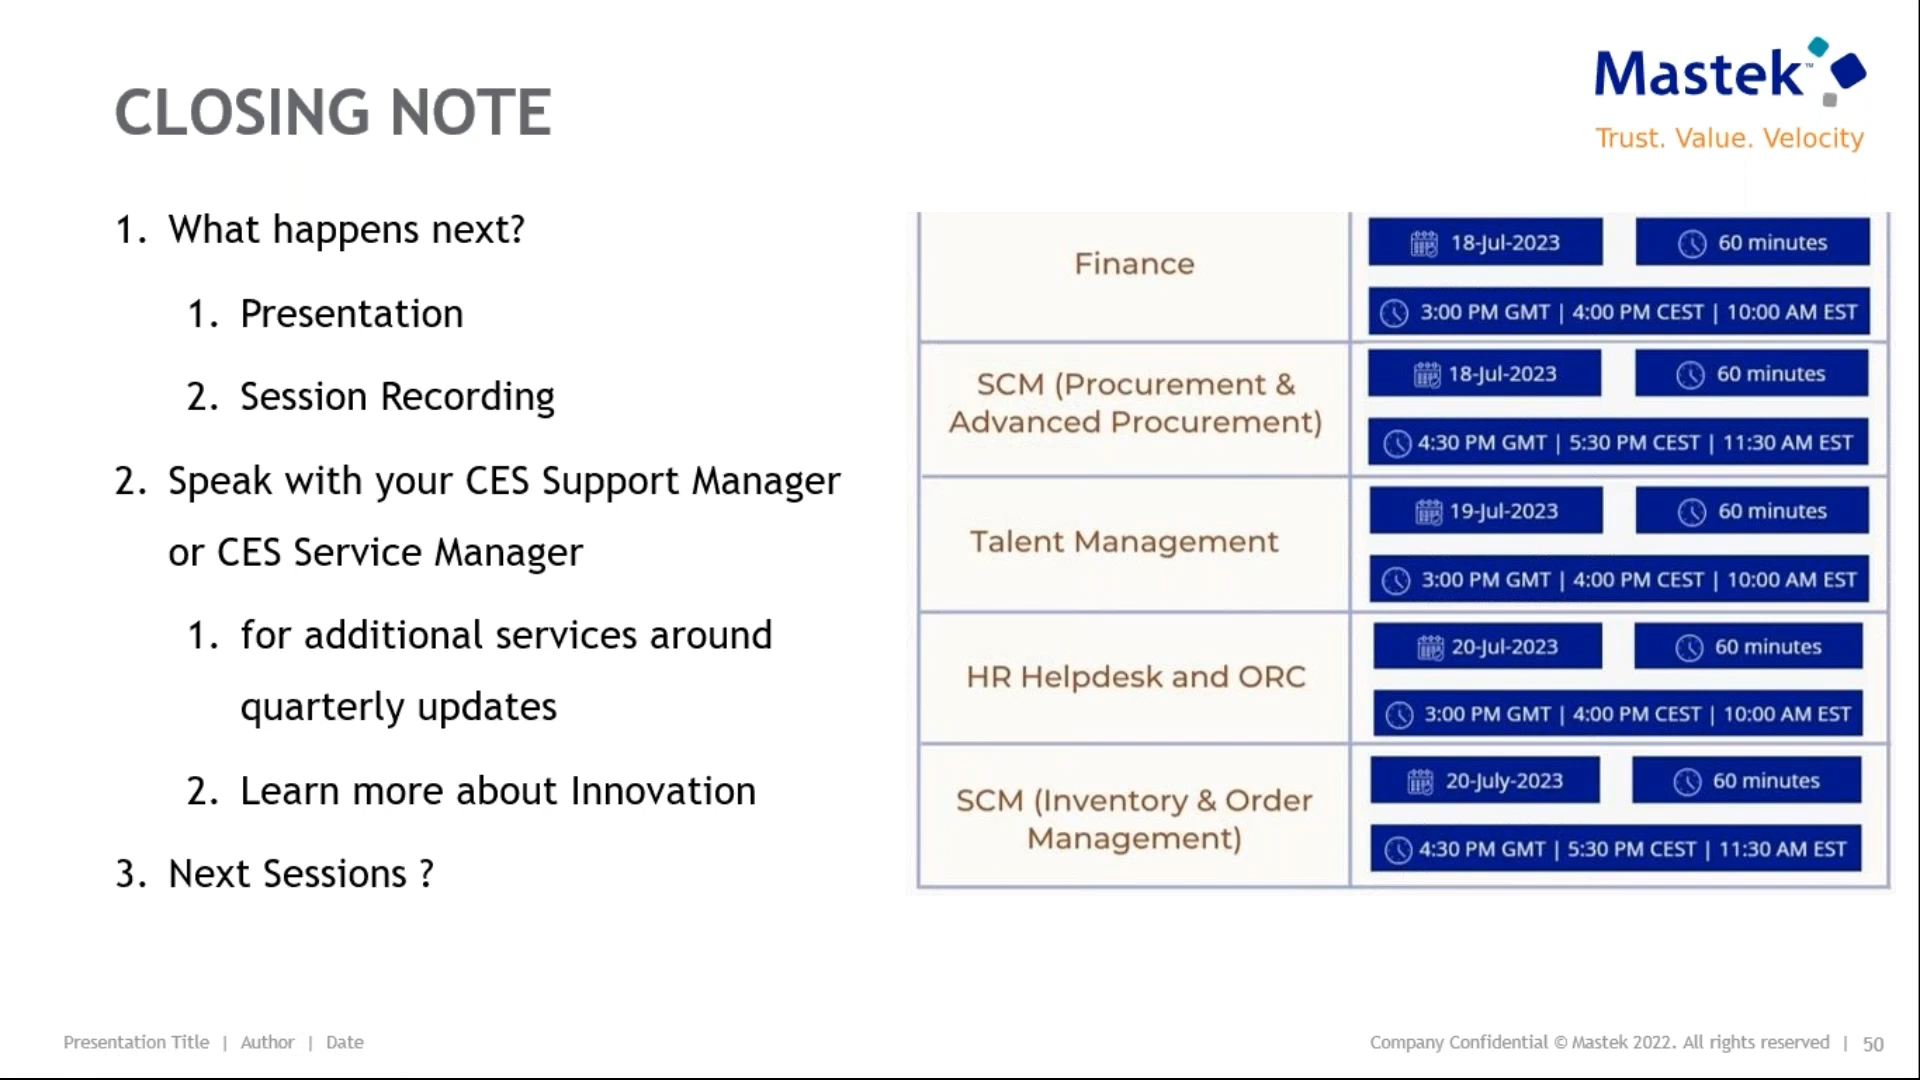 CLOSING NOTE
Mastek™
Trust. Value. Velocity
1. What happens next?
1. Presentation
2. Session Recording
2. Speak with your CES Support Manager
or CES Service Manager
1. for additional services around
quarterly updates
2. Learn more about Innovation
3. Next Sessions ?
Finance
18-Jul-2023
60 minutes
3:00 PM GMT | 4:00 PM CEST | 10:00 AM EST
SCM (Procurement &
Advanced Procurement)
18-Jul-2023
60 minutes
4:30 PM GMT | 5:30 PM CEST | 11:30 AM EST
Talent Management
19-Jul-2023
60 minutes
3:00 PM GMT | 4:00 PM CEST | 10:00 AM EST
HR Helpdesk and ORC
20-Jul-2023
60 minutes
3:00 PM GMT | 4:00 PM CEST | 10:00 AM EST
SCM (Inventory & Order
Management)
20-July-2023
60 minutes
4:30 PM GMT | 5:30 PM CEST | 11:30 AM EST
Presentation Title | Author | Date
Company Confidential © Mastek 2022. All rights reserved | 50